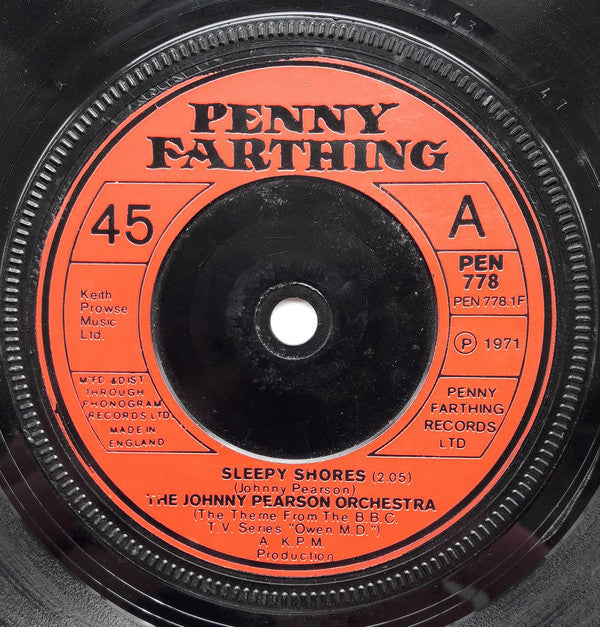 PENNY
FARTHING
45
A
PEN
778
PEN 778.1F
Keith
Prowse
Music
Ltd.
Ⓟ 1971
M'F'D & DIST
THROUGH
PHONOGRAM
RECORDS LTD.
MADE IN
ENGLAND
PENNY
FARTHING
RECORDS
LTD
SLEEPY SHORES (2.05)
(Johnny Pearson)
THE JOHNNY PEARSON ORCHESTRA
(The Theme From The B.B.C.
T.V. Series "Owen M.D.")
A K.P.M.
Production